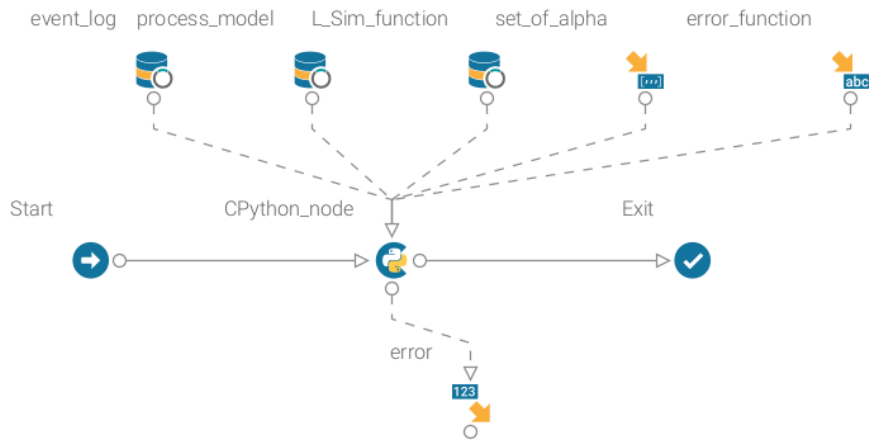 event_log process_model L_Sim_function set_of_alpha error_function
[...]
abc
Start CPython_node Exit
error
123